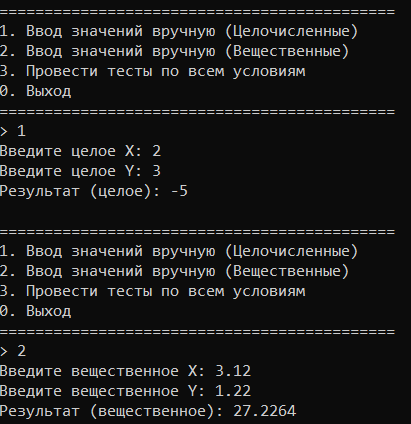 ============================================
1. Ввод значений вручную (Целочисленные)
2. Ввод значений вручную (Вещественные)
3. Провести тесты по всем условиям
0. Выход
============================================
> 1
Введите целое X: 2
Введите целое Y: 3
Результат (целое): -5

============================================
1. Ввод значений вручную (Целочисленные)
2. Ввод значений вручную (Вещественные)
3. Провести тесты по всем условиям
0. Выход
============================================
> 2
Введите вещественное X: 3.12
Введите вещественное Y: 1.22
Результат (вещественное): 27.2264